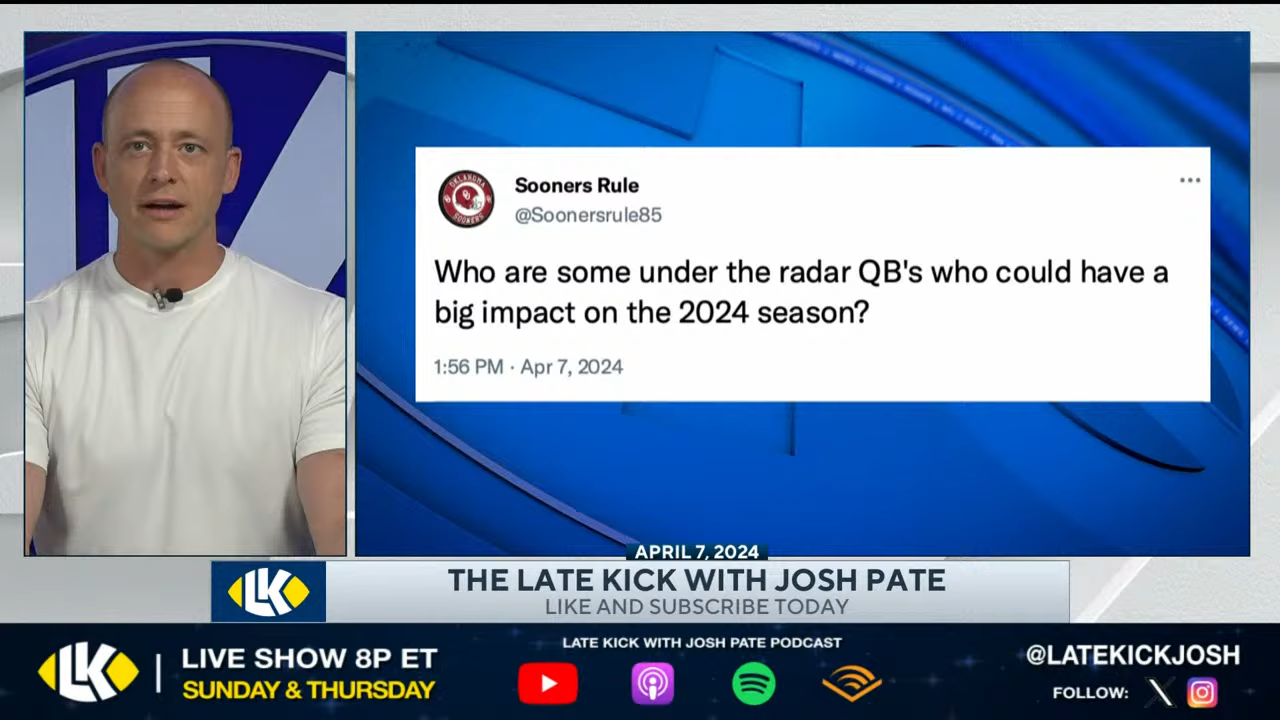 Sooners Rule
@Soonersrule85
Who are some under the radar QB's who could have a
big impact on the 2024 season?
1:56 PM · Apr 7, 2024
APRIL 7, 2024
LK
THE LATE KICK WITH JOSH PATE
LIKE AND SUBSCRIBE TODAY
LK
LIVE SHOW 8P ET
SUNDAY & THURSDAY
LATE KICK WITH JOSH PATE PODCAST
@LATEKICKJOSH
FOLLOW: